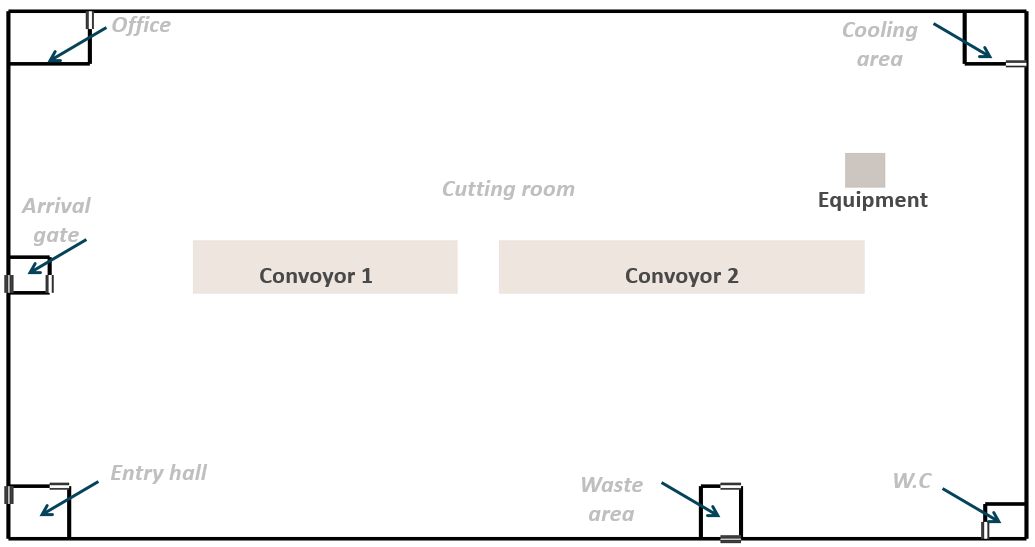 Office
Cooling
area
Cutting room
Equipment
Arrival
gate
Convoyor 1
Convoyor 2
Entry hall
Waste
area
W.C